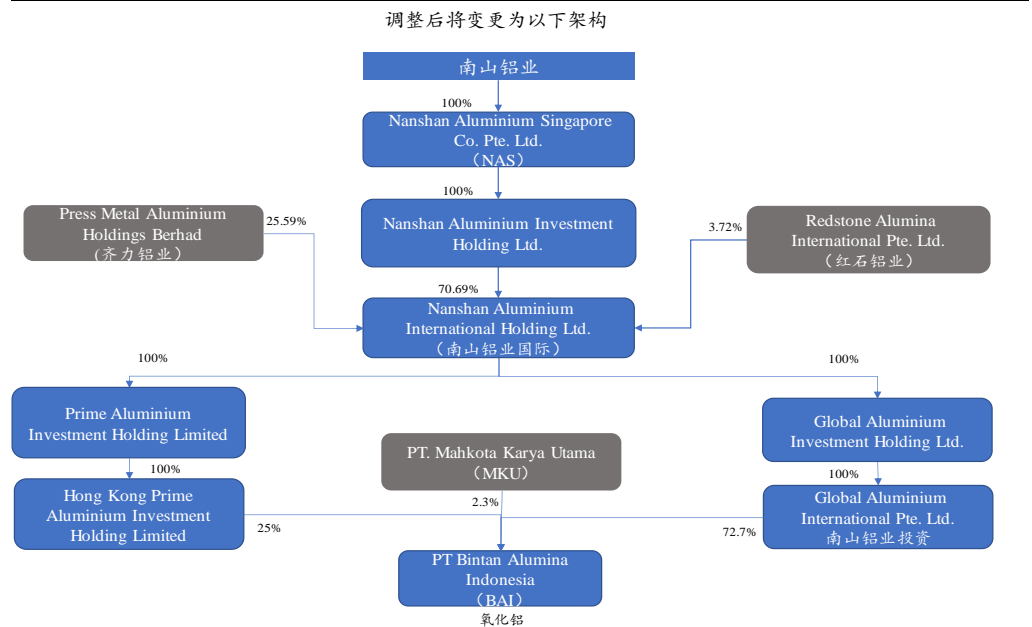 调整后将变更为以下架构
南山铝业
100%
Nanshan Aluminium Singapore
Co. Pte. Ltd.
（NAS）
100%
Press Metal Aluminium
Holdings Berhad
(齐力铝业）
25.59%
Nanshan Aluminium Investment
Holding Ltd.
3.72%
Redstone Alumina
International Pte. Ltd.
（红石铝业）
70.69%
Nanshan Aluminium
International Holding Ltd.
（南山铝业国际）
100%
100%
Prime Aluminium
Investment Holding Limited
Global Aluminium
Investment Holding Ltd.
PT. Mahkota Karya Utama
（MKU）
100%
100%
Hong Kong Prime
Aluminium Investment
Holding Limited
25%
2.3%
72.7%
Global Aluminium
International Pte. Ltd.
南山铝业投资
PT Bintan Alumina
Indonesia
（BAI）
氧化铝